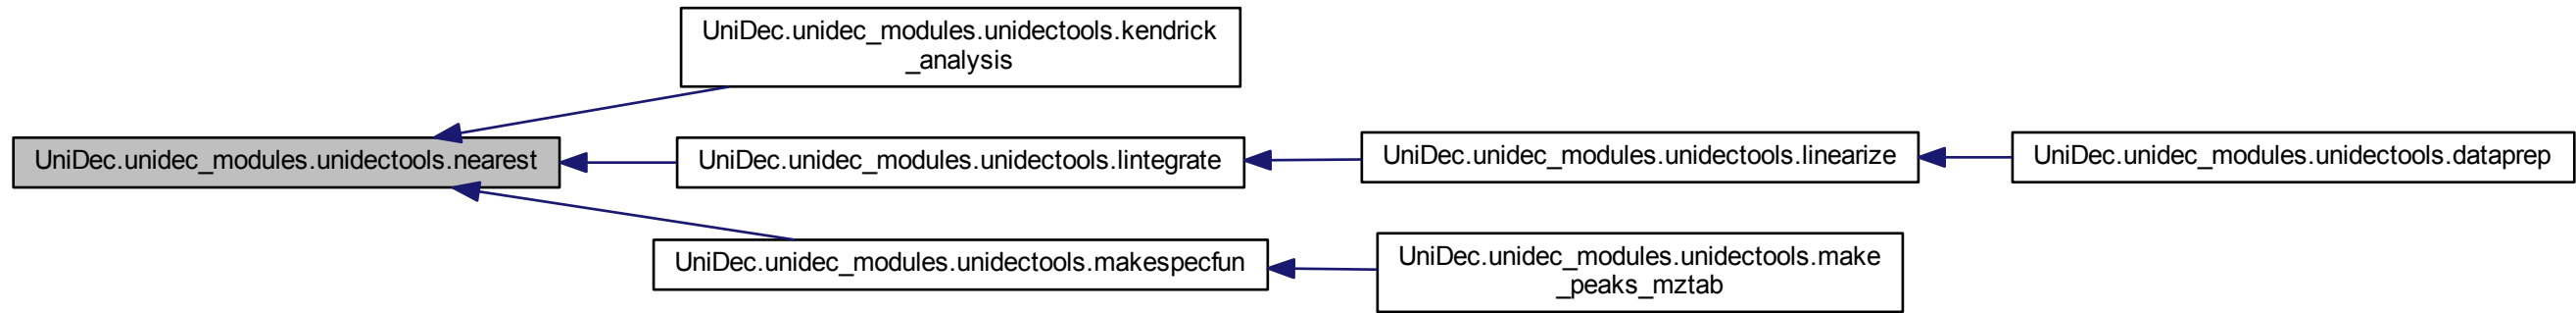 UniDec.unidec_modules.unidectools.kendrick
_analysis
UniDec.unidec_modules.unidectools.nearest
UniDec.unidec_modules.unidectools.lintegrate
UniDec.unidec_modules.unidectools.linearize
UniDec.unidec_modules.unidectools.dataprep
UniDec.unidec_modules.unidectools.makespecfun
UniDec.unidec_modules.unidectools.make
_peaks_mztab